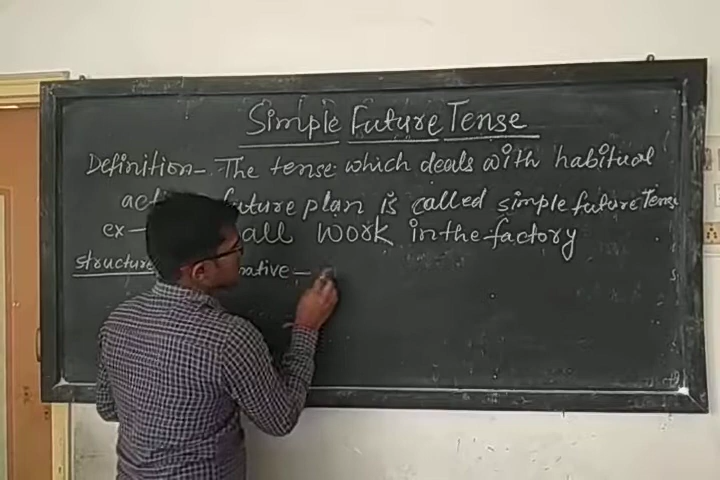 Simple Future Tense
Definition - The tense which deals with habitual
future plan is called simple future Tense
ex - all work in the factory
structure